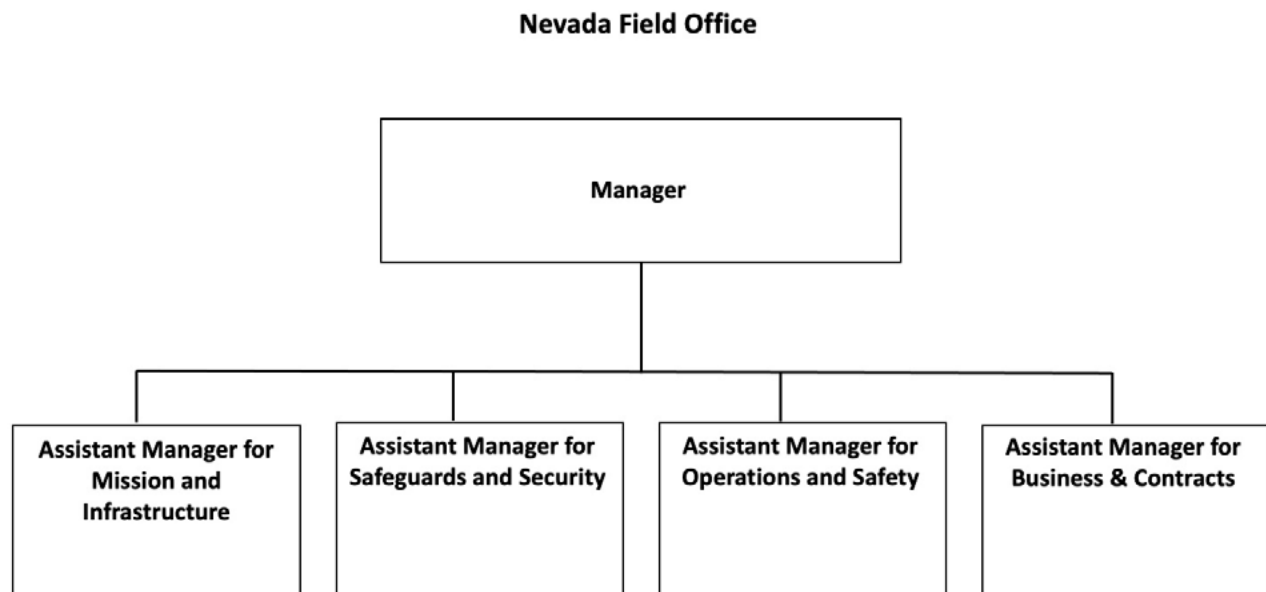 Nevada Field Office
Manager
Assistant Manager for
Mission and
Infrastructure
Assistant Manager for
Safeguards and Security
Assistant Manager for
Operations and Safety
Assistant Manager for
Business & Contracts